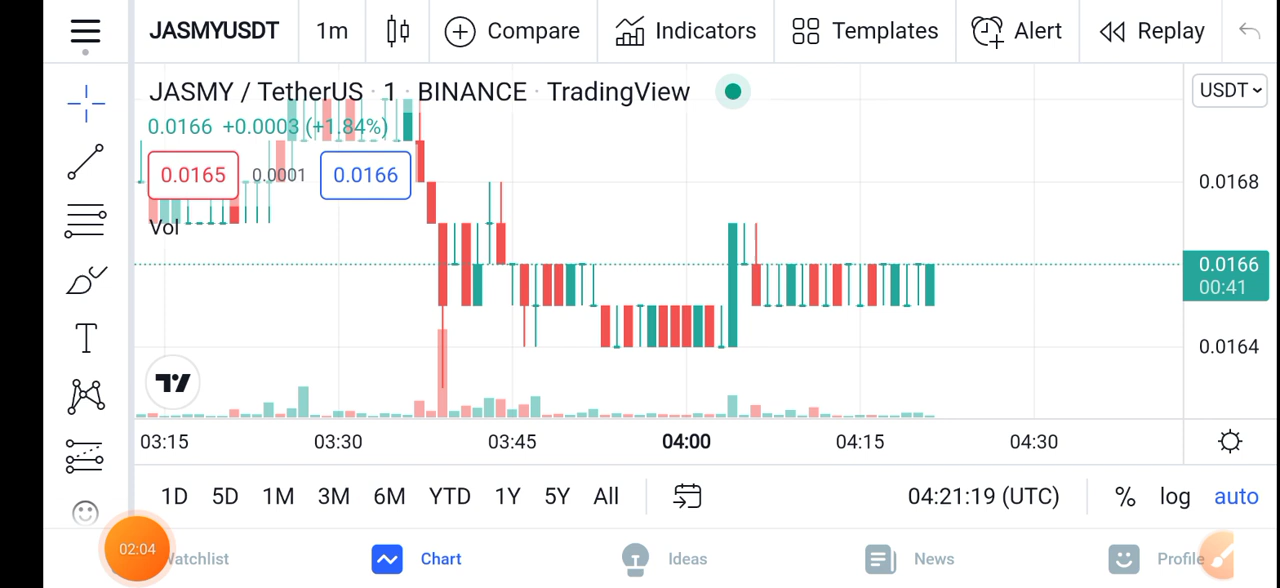 JASMYUSDT 1m Compare Indicators Templates Alert Replay
JASMY / TetherUS · 1 · BINANCE · TradingView
USDT
0.0166 +0.0003 (+1.84%)
0.0165 0.0001 0.0166
0.0168
Vol
0.0166
00:41
0.0164
03:15 03:30 03:45 04:00 04:15 04:30
1D 5D 1M 3M 6M YTD 1Y 5Y All 04:21:19 (UTC) % log auto
02:04 Watchlist Chart Ideas News Profile